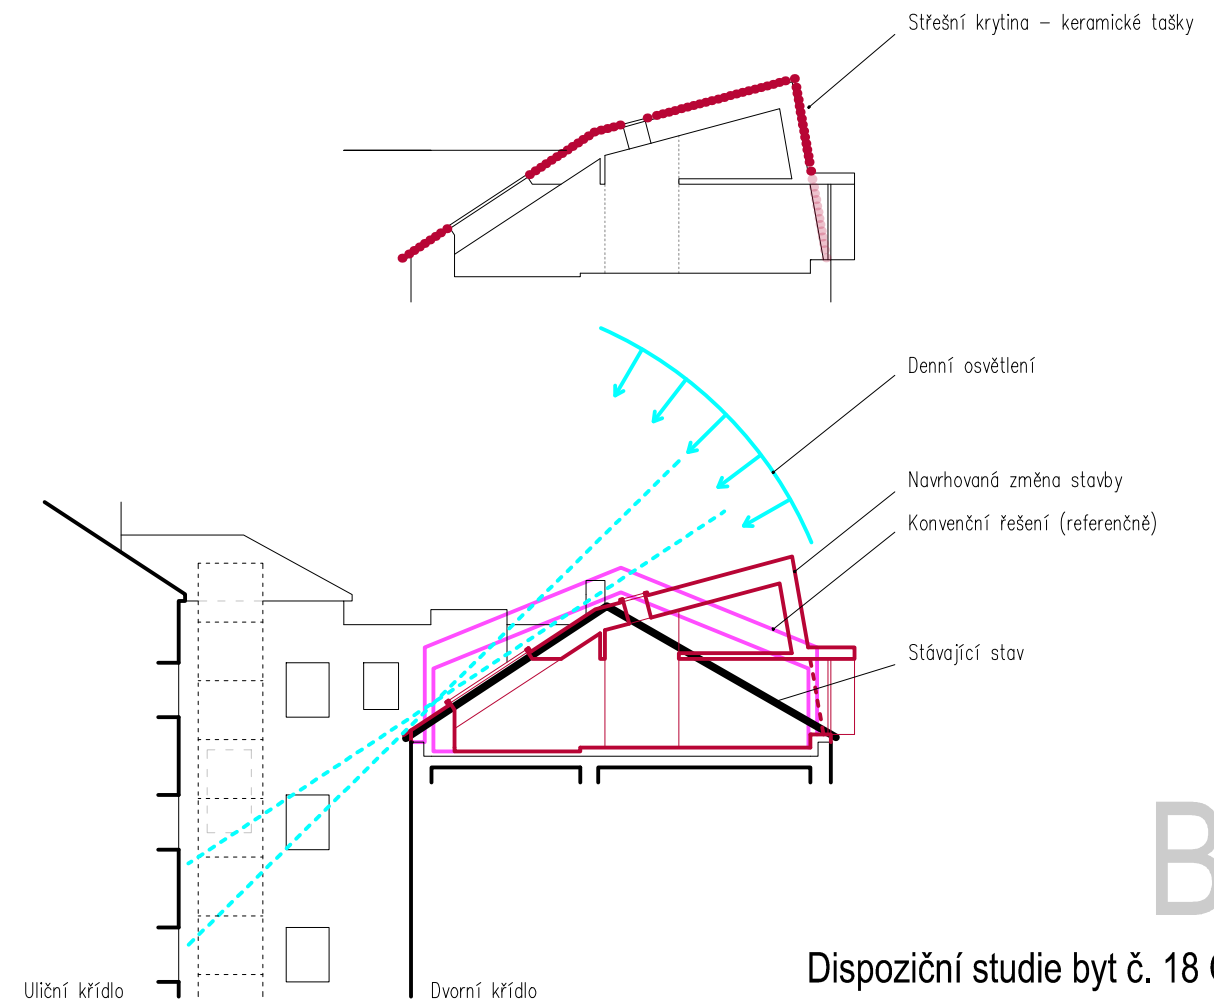 Střešní krytina – keramické tašky
Denní osvětlení
Navrhovaná změna stavby
Konvenční řešení (referenčně)
Stávající stav
B
Dispoziční studie byt č. 18
Uliční křídlo
Dvorní křídlo